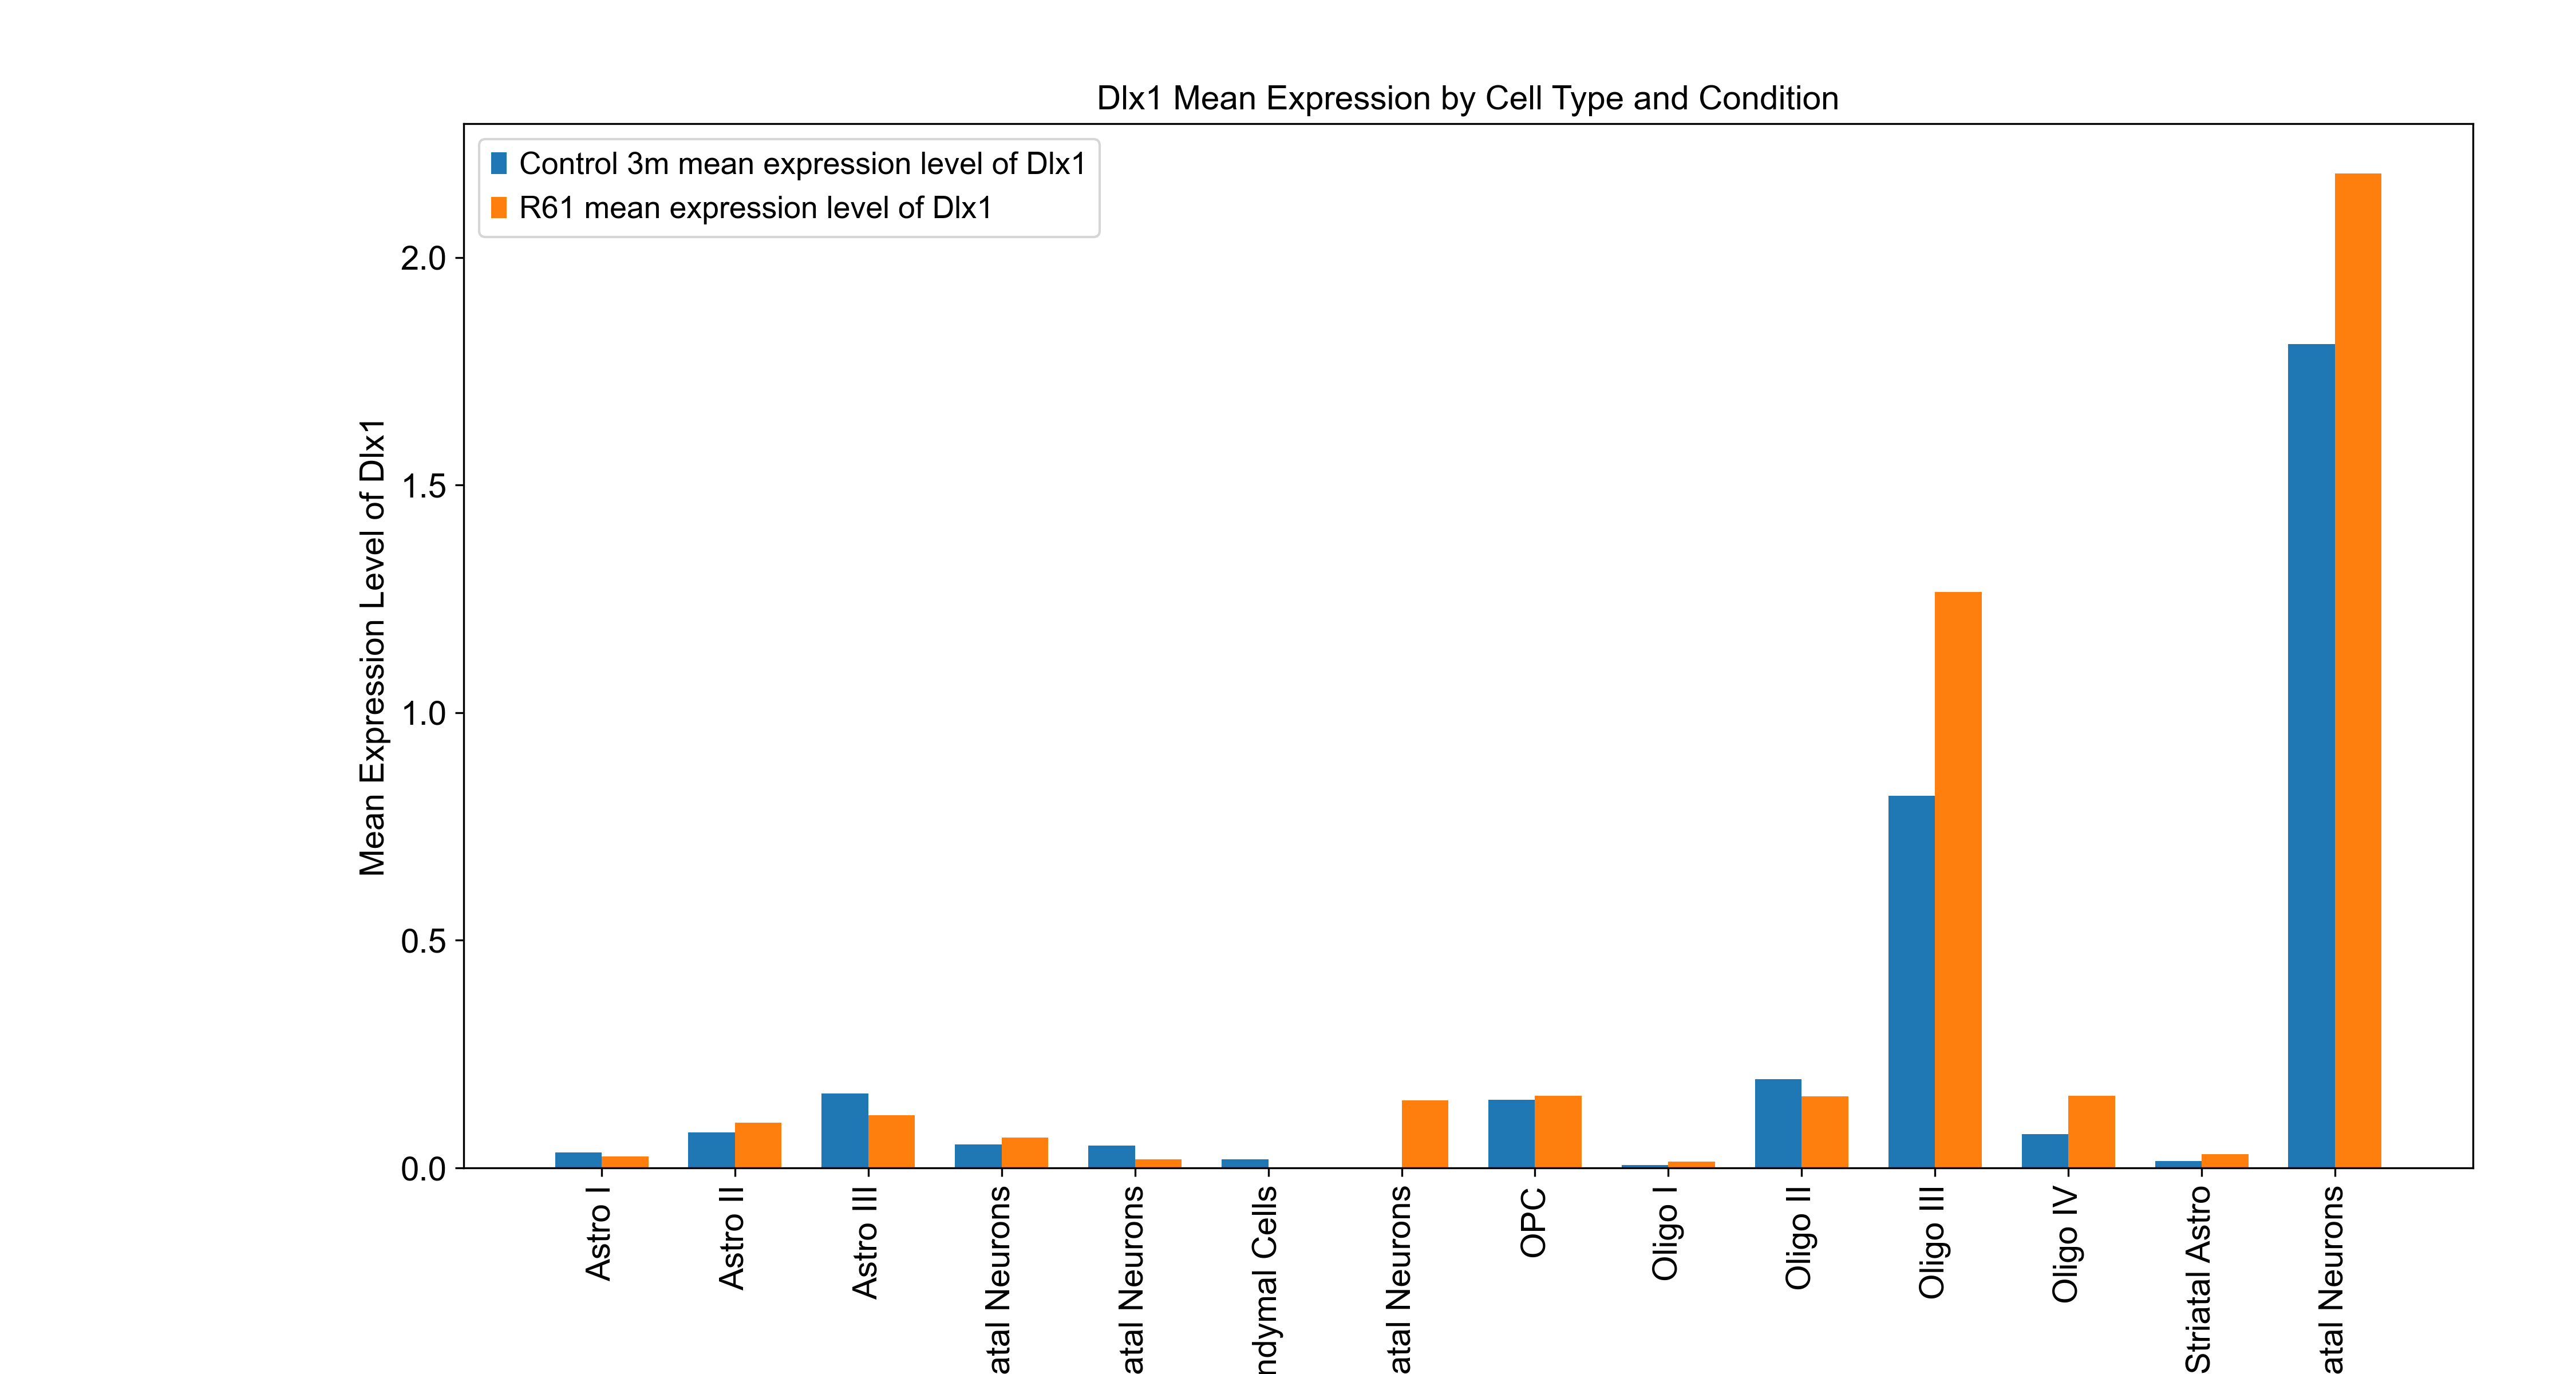 Dlx1 Mean Expression by Cell Type and Condition
Control 3m mean expression level of Dlx1
R61 mean expression level of Dlx1
Mean Expression Level of Dlx1
2.0
1.5
1.0
0.5
0.0
Astro I
Astro II
Astro III
atal Neurons
atal Neurons
ndymal Cells
atal Neurons
OPC
Oligo I
Oligo II
Oligo III
Oligo IV
Striatal Astro
atal Neurons